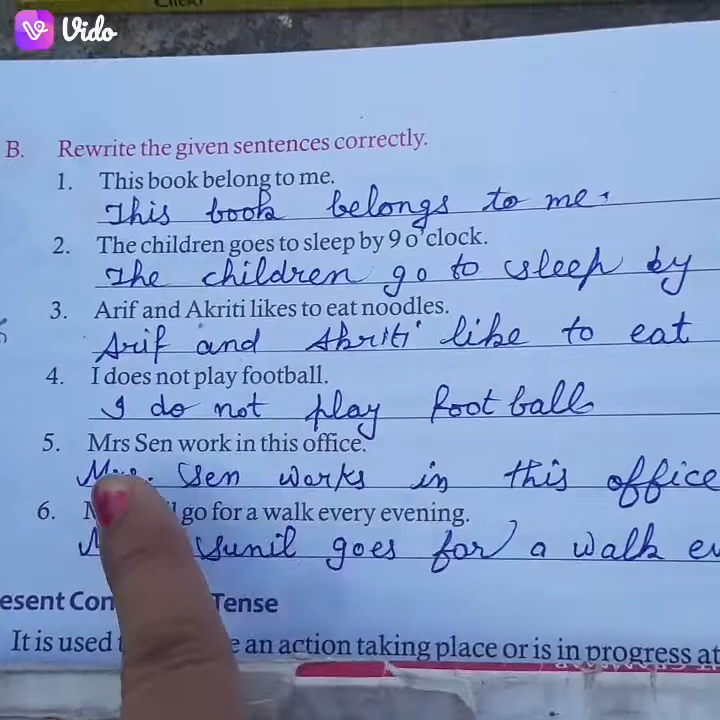 Vido
B. Rewrite the given sentences correctly.
1. This book belong to me.
This book belongs to me.
2. The children goes to sleep by 9 o'clock.
The children go to sleep by
3. Arif and Akriti likes to eat noodles.
Arif and Akriti like to eat
4. I does not play football.
I do not play football
5. Mrs Sen work in this office.
Mrs. Sen works in this office
6. go for a walk every evening.
Sunil goes for a walk
Tense
It is used an action taking place or is in progress at